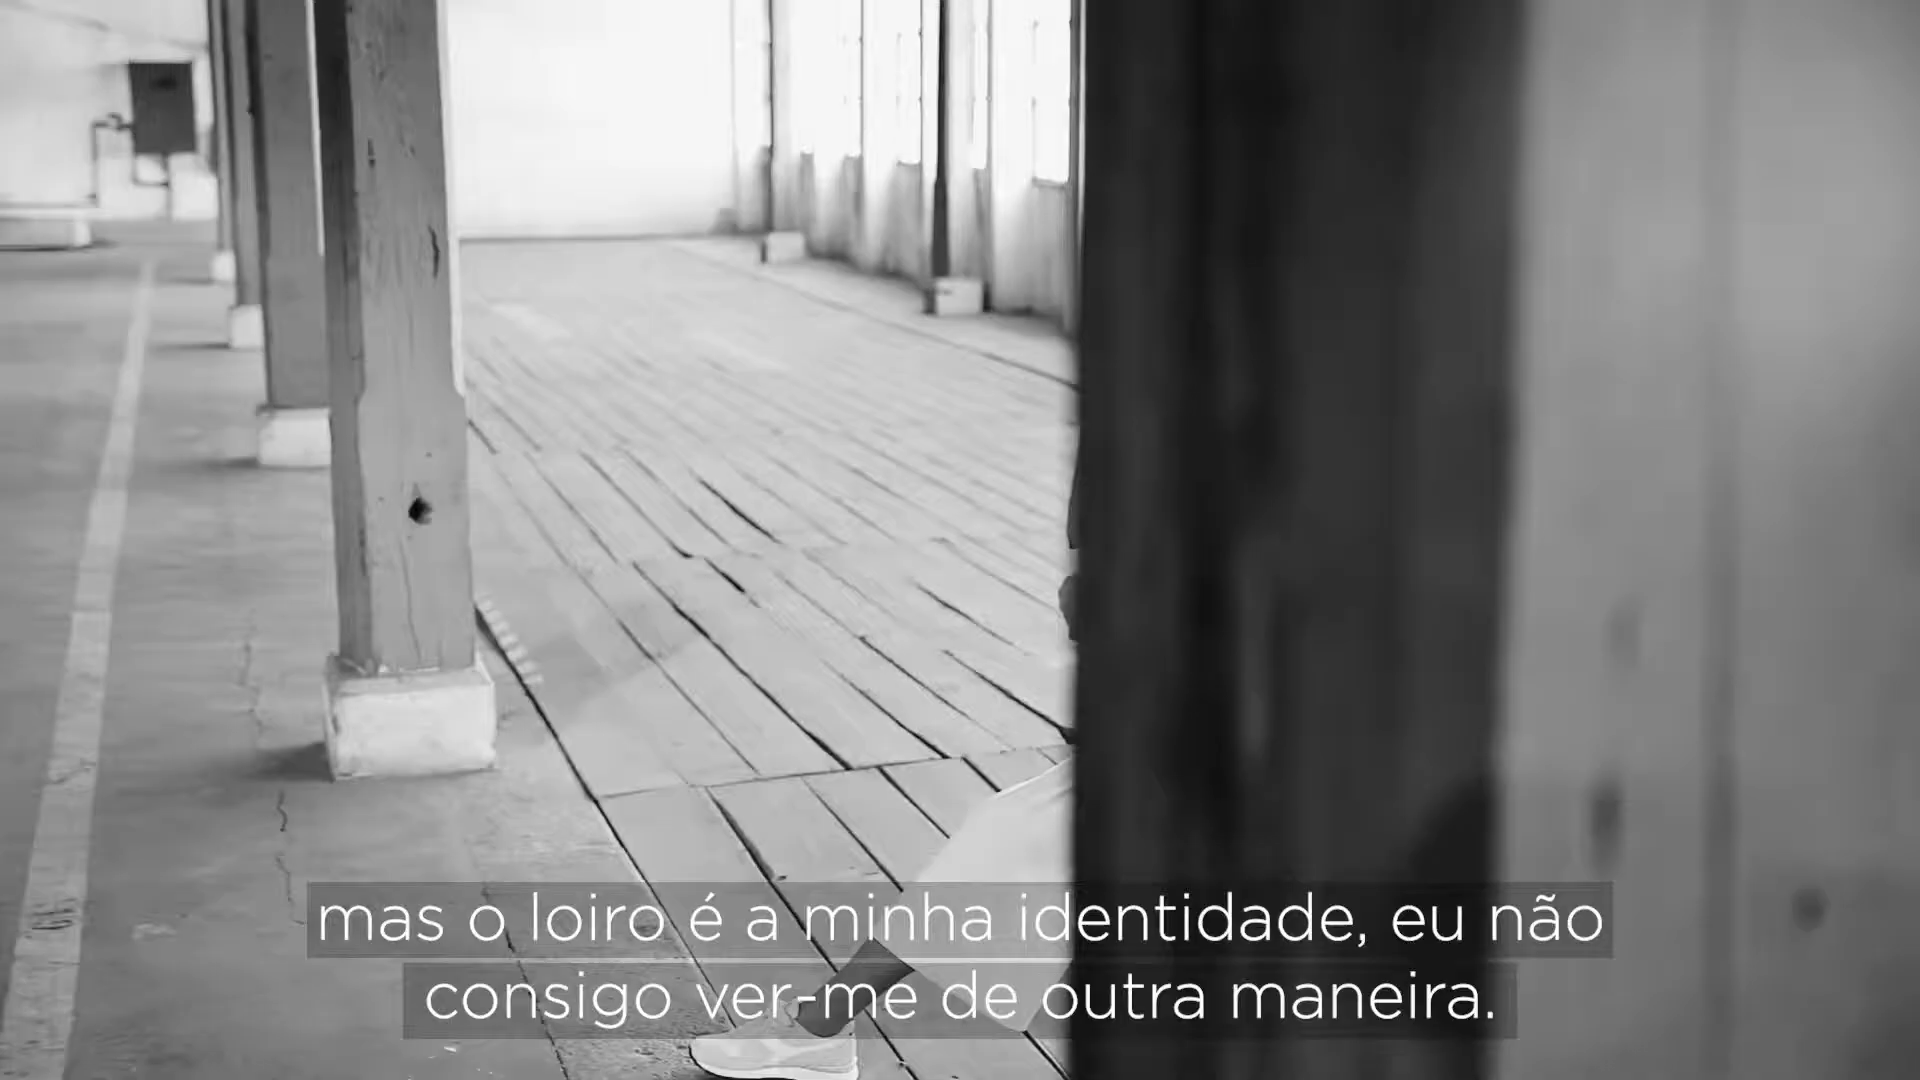 mas o loiro é a minha identidade, eu não
consigo ver-me de outra maneira.